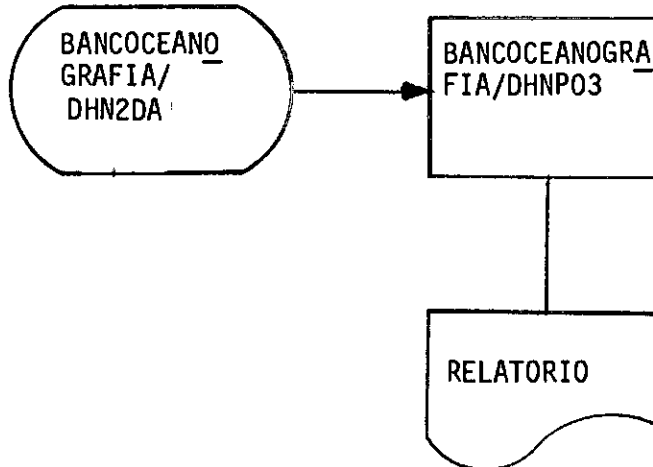 BANCOCEANO
GRAFIA/
DHN2DA
BANCOCEANOGRA
FIA/DHNP03
RELATORIO